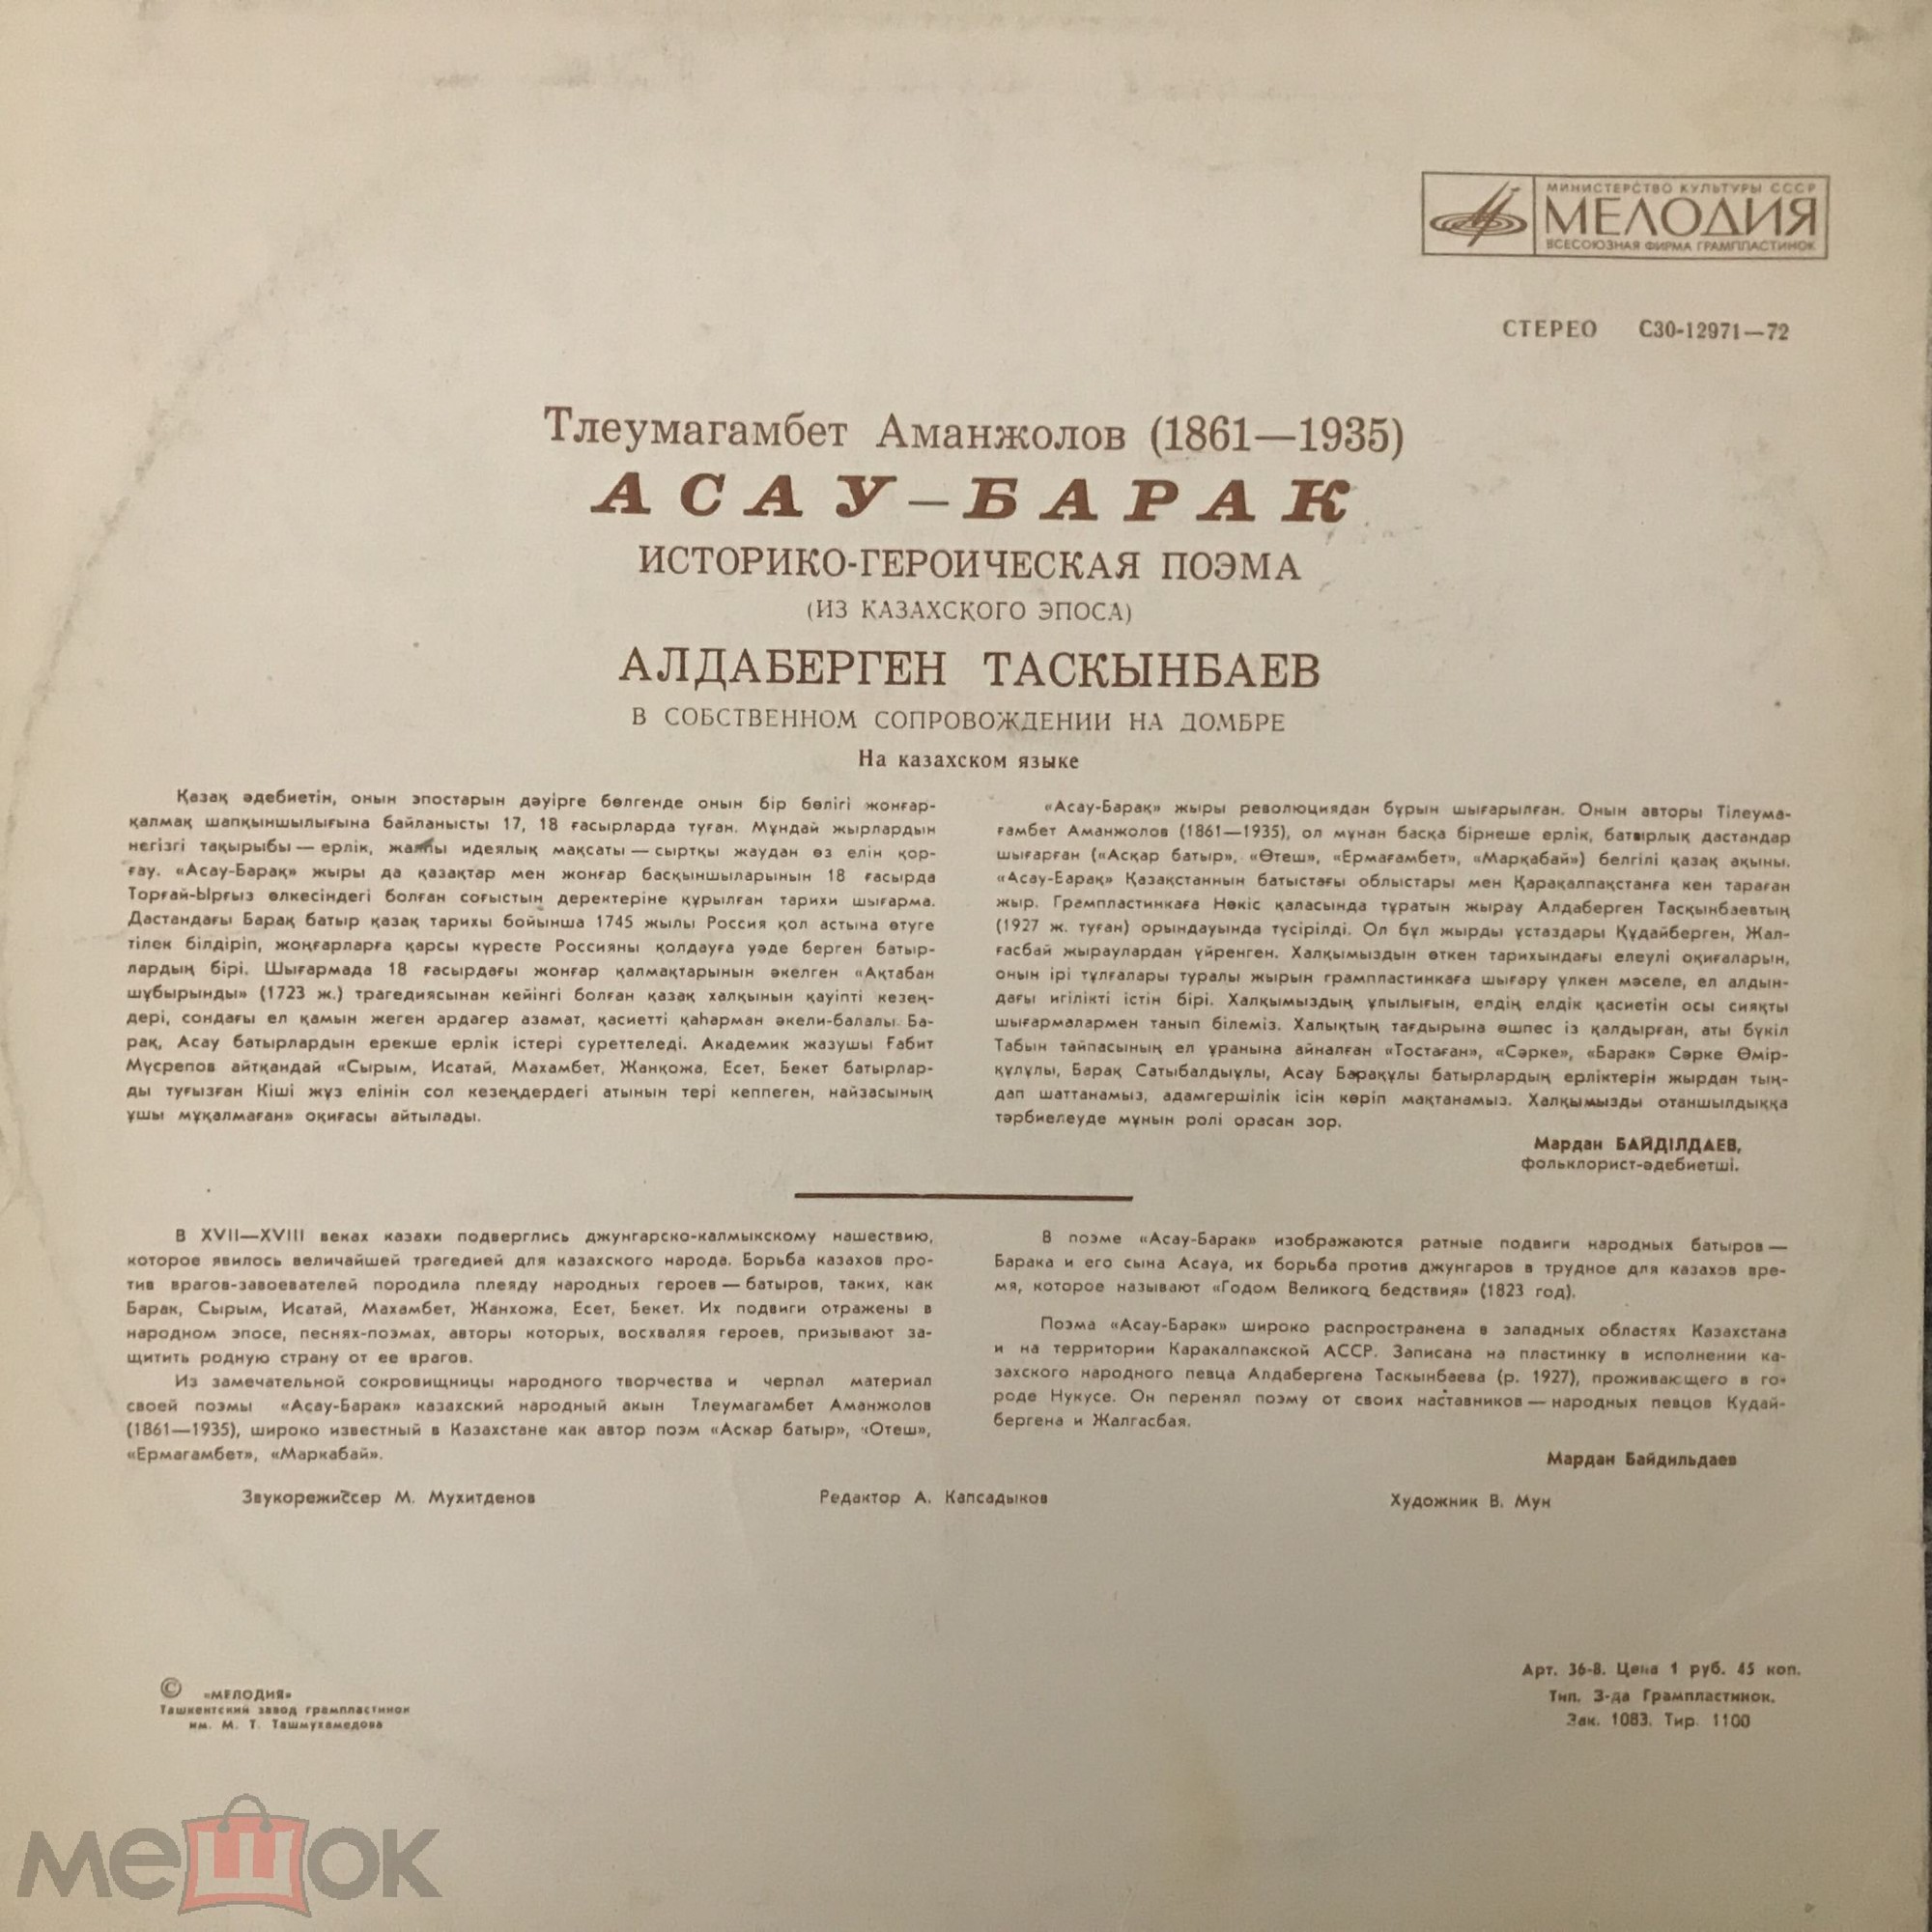 МИНИСТЕРСТВО КУЛЬТУРЫ СССР
МЕЛОДИЯ
ВСЕСОЮЗНАЯ ФИРМА ГРАМПЛАСТИНОК
СТЕРЕО С30-12971—72
Тлеумагамбет Аманжолов (1861—1935)
АСАУ—БАРАК
ИСТОРИКО-ГЕРОИЧЕСКАЯ ПОЭМА
(ИЗ КАЗАХСКОГО ЭПОСА)
АЛДАБЕРГЕН ТАСКЫНБАЕВ
В СОБСТВЕННОМ СОПРОВОЖДЕНИИ НА ДОМБРЕ
На казахском языке
Қазақ әдебиетін, онын эпостарын дәуірге бөлгенде онын бір бөлігі жонғар-
қалмақ шапқыншылығына байланысты 17, 18 ғасырларда туған. Мұндай жырлардын
негізгі тақырыбы — ерлік, жалпы идеялық мақсаты — сыртқы жаудан өз елін қор-
ғау. «Асау-Барақ» жыры да қазақтар мен жонғар басқыншыларынын 18 ғасырда
Торғай-Ырғыз өлкесіндегі болған соғыстын деректеріне құрылған тарихи шығарма.
Дастандағы Барақ батыр қазақ тарихы бойынша 1745 жылы Россия қол астына өтуге
тілек білдіріп, жоңғарларға қарсы күресте Россияны қолдауға уәде берген батыр-
лардың бірі. Шығармада 18 ғасырдағы жонғар қалмақтарынын әкелген «Ақтабан
шұбырынды» (1723 ж.) трагедиясынан кейінгі болған қазақ халқынын қауіпті кезең-
дері, сондағы ел қамын жеген ардагер азамат, қасиетті қаһарман әкели-балалы Ба-
рақ, Асау батырлардын ерекше ерлік істері суреттеледі. Академик жазушы Ғабит
Мүсрепов айтқандай «Сырым, Исатай, Махамбет, Жанқожа, Есет, Бекет батырлар-
ды туғызған Кіші жүз елінін сол кезеңдердегі атынын тері кеппеген, найзасының
ұшы мұқалмаған» оқиғасы айтылады.
«Асау-Барақ» жыры революциядан бұрын шығарылған. Онын авторы Тілеума-
ғамбет Аманжолов (1861—1935), ол мұнан басқа бірнеше ерлік, батырлық дастандар
шығарған («Асқар батыр», «Өтеш», «Ермағамбет», «Марқабай») белгілі қазақ ақыны.
«Асау-Барақ» Қазақстаннын батыстағы облыстары мен Қарақалпақстанға кен тараған
жыр. Грампластинкаға Нөкіс қаласында тұратын жырау Алдаберген Тасқынбаевтың
(1927 ж. туған) орындауында түсірілді. Ол бұл жырды ұстаздары Құдайберген, Жал-
ғасбай жыраулардан үйренген. Халқымыздын өткен тарихындағы елеулі оқиғаларын,
онын ірі тұлғалары туралы жырын грампластинкаға шығару үлкен мәселе, ел алдын-
дағы игілікті істін бірі. Халқымыздың ұлылығын, елдің елдік қасиетін осы сияқты
шығармалармен танып білеміз. Халықтың тағдырына өшпес із қалдырған, аты бүкіл
Табын тайпасының ел ұранына айналған «Тостаған», «Сәрке», «Барак» Сәрке Өмір-
құлұлы, Барақ Сатыбалдыұлы, Асау Барақұлы батырлардың ерліктерін жырдан тың-
дап шаттанамыз, адамгершілік ісін көріп мақтанамыз. Халқымызды отаншылдыққа
тәрбиелеуде мұнын ролі орасан зор.
Мардан БАЙДІЛДАЕВ,
фольклорист-әдебиетші.
В XVII—XVIII веках казахи подверглись джунгарско-калмыкскому нашествию,
которое явилось величайшей трагедией для казахского народа. Борьба казахов про-
тив врагов-завоевателей породила плеяду народных героев — батыров, таких, как
Барак, Сырым, Исатай, Махамбет, Жанхожа, Есет, Бекет. Их подвиги отражены в
народном эпосе, песнях-поэмах, авторы которых, восхваляя героев, призывают за-
щитить родную страну от ее врагов.
Из замечательной сокровищницы народного творчества и черпал материал
своей поэмы «Асау-Барак» казахский народный акын Тлеумагамбет Аманжолов
(1861—1935), широко известный в Казахстане как автор поэм «Аскар батыр», «Отеш»,
«Ермагамбет», «Маркабай».
В поэме «Асау-Барак» изображаются ратные подвиги народных батыров —
Барака и его сына Асауа, их борьба против джунгаров в трудное для казахов вре-
мя, которое называют «Годом Великого бедствия» (1823 год).
Поэма «Асау-Барак» широко распространена в западных областях Казахстана
и на территории Каракалпакской АССР. Записана на пластинку в исполнении ка-
захского народного певца Алдабергена Таскынбаева (р. 1927), проживающего в го-
роде Нукусе. Он перенял поэму от своих наставников — народных певцов Кудай-
бергена и Жалгасбая.
Мардан Байдильдаев
Звукорежиссер М. Мухитденов Редактор А. Капсадыков Художник В. Мун
© «МЕЛОДИЯ»
Ташкентский завод грампластинок
им. М. Т. Ташмухамедова
Арт. 36-8. Цена 1 руб. 45 коп.
Тип. З-да Грампластинок.
Зак. 1083. Тир. 1100
мешок